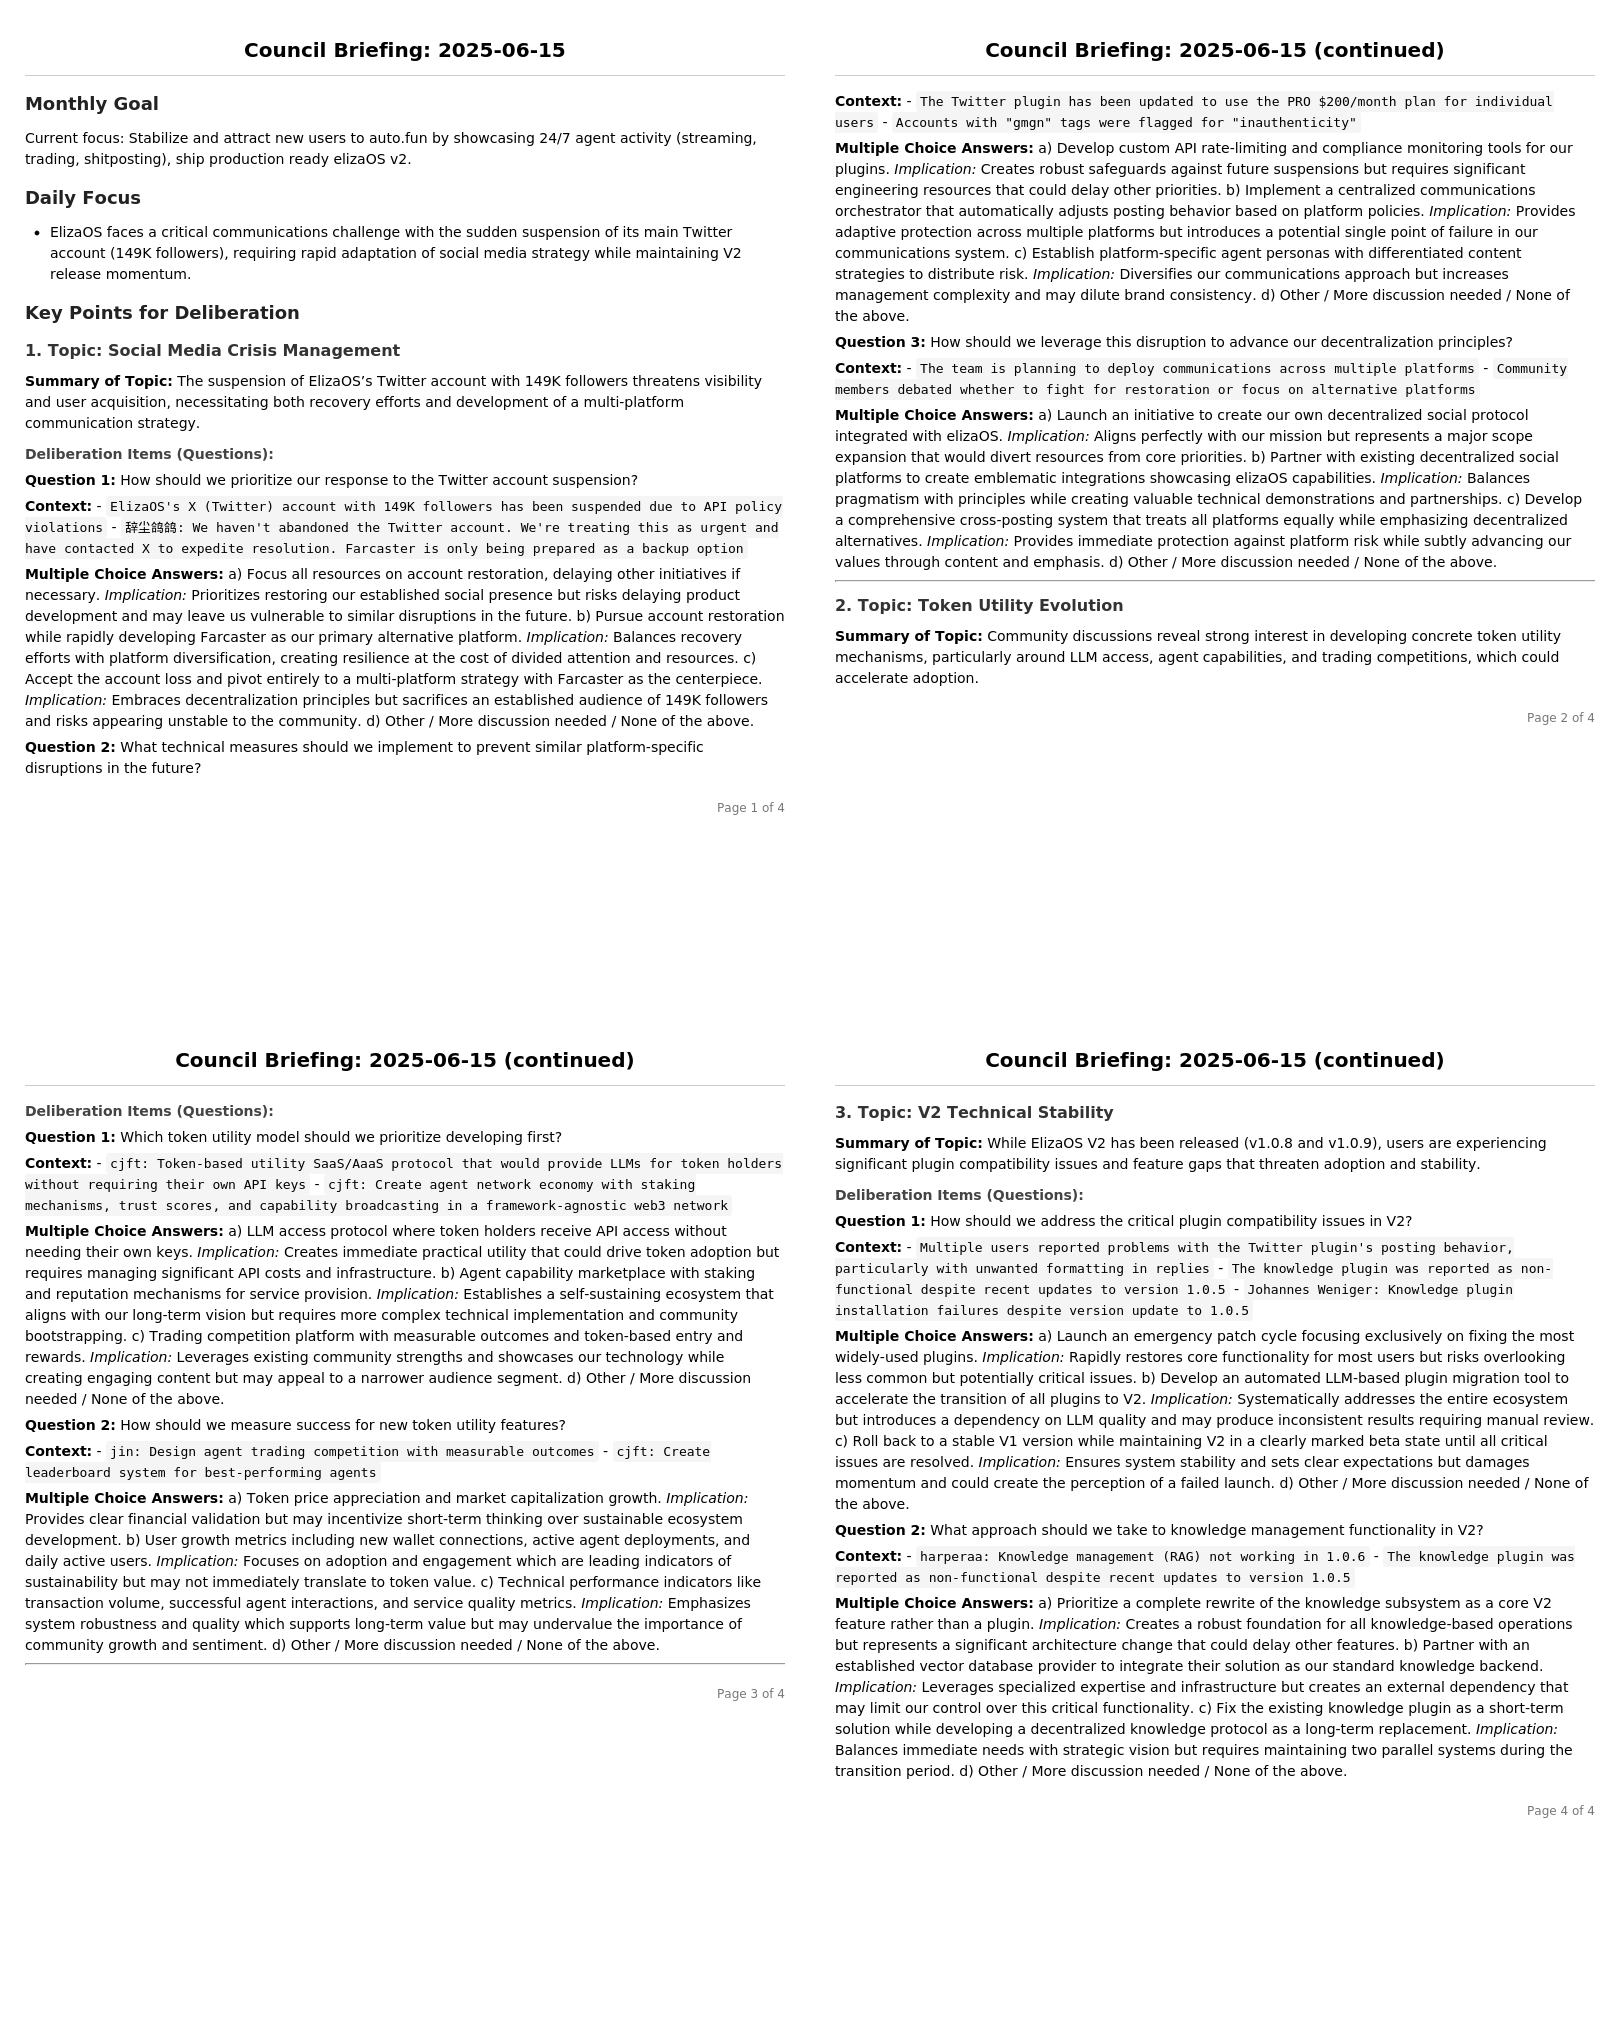 Council Briefing: 2025-06-15
Monthly Goal
Current focus: Stabilize and attract new users to auto.fun by showcasing 24/7 agent activity (streaming,
trading, shitposting), ship production ready elizaOS v2.
Daily Focus
• ElizaOS faces a critical communications challenge with the sudden suspension of its main Twitter
account (149K followers), requiring rapid adaptation of social media strategy while maintaining V2
release momentum.
Key Points for Deliberation
1. Topic: Social Media Crisis Management
Summary of Topic: The suspension of ElizaOS’s Twitter account with 149K followers threatens visibility
and user acquisition, necessitating both recovery efforts and development of a multi-platform
communication strategy.
Deliberation Items (Questions):
Question 1: How should we prioritize our response to the Twitter account suspension?
Context: - ElizaOS's X (Twitter) account with 149K followers has been suspended due to API policy
violations - 辞尘鸽鸽: We haven't abandoned the Twitter account. We're treating this as urgent and
have contacted X to expedite resolution. Farcaster is only being prepared as a backup option
Multiple Choice Answers: a) Focus all resources on account restoration, delaying other initiatives if
necessary. Implication: Prioritizes restoring our established social presence but risks delaying product
development and may leave us vulnerable to similar disruptions in the future. b) Pursue account restoration
while rapidly developing Farcaster as our primary alternative platform. Implication: Balances recovery
efforts with platform diversification, creating resilience at the cost of divided attention and resources. c)
Accept the account loss and pivot entirely to a multi-platform strategy with Farcaster as the centerpiece.
Implication: Embraces decentralization principles but sacrifices an established audience of 149K followers
and risks appearing unstable to the community. d) Other / More discussion needed / None of the above.
Question 2: What technical measures should we implement to prevent similar platform-specific
disruptions in the future?
Page 1 of 4
Council Briefing: 2025-06-15 (continued)
Context: - The Twitter plugin has been updated to use the PRO $200/month plan for individual
users - Accounts with "gmgn" tags were flagged for "inauthenticity"
Multiple Choice Answers: a) Develop custom API rate-limiting and compliance monitoring tools for our
plugins. Implication: Creates robust safeguards against future suspensions but requires significant
engineering resources that could delay other priorities. b) Implement a centralized communications
orchestrator that automatically adjusts posting behavior based on platform policies. Implication: Provides
adaptive protection across multiple platforms but introduces a potential single point of failure in our
communications system. c) Establish platform-specific agent personas with differentiated content
strategies to distribute risk. Implication: Diversifies our communications approach but increases
management complexity and may dilute brand consistency. d) Other / More discussion needed / None of
the above.
Question 3: How should we leverage this disruption to advance our decentralization principles?
Context: - The team is planning to deploy communications across multiple platforms - Community
members debated whether to fight for restoration or focus on alternative platforms
Multiple Choice Answers: a) Launch an initiative to create our own decentralized social protocol
integrated with elizaOS. Implication: Aligns perfectly with our mission but represents a major scope
expansion that would divert resources from core priorities. b) Partner with existing decentralized social
platforms to create emblematic integrations showcasing elizaOS capabilities. Implication: Balances
pragmatism with principles while creating valuable technical demonstrations and partnerships. c) Develop
a comprehensive cross-posting system that treats all platforms equally while emphasizing decentralized
alternatives. Implication: Provides immediate protection against platform risk while subtly advancing our
values through content and emphasis. d) Other / More discussion needed / None of the above.
2. Topic: Token Utility Evolution
Summary of Topic: Community discussions reveal strong interest in developing concrete token utility
mechanisms, particularly around LLM access, agent capabilities, and trading competitions, which could
accelerate adoption.
Page 2 of 4
Council Briefing: 2025-06-15 (continued)
Deliberation Items (Questions):
Question 1: Which token utility model should we prioritize developing first?
Context: - cjft: Token-based utility SaaS/AaaS protocol that would provide LLMs for token holders
without requiring their own API keys - cjft: Create agent network economy with staking
mechanisms, trust scores, and capability broadcasting in a framework-agnostic web3 network
Multiple Choice Answers: a) LLM access protocol where token holders receive API access without
needing their own keys. Implication: Creates immediate practical utility that could drive token adoption but
requires managing significant API costs and infrastructure. b) Agent capability marketplace with staking
and reputation mechanisms for service provision. Implication: Establishes a self-sustaining ecosystem that
aligns with our long-term vision but requires more complex technical implementation and community
bootstrapping. c) Trading competition platform with measurable outcomes and token-based entry and
rewards. Implication: Leverages existing community strengths and showcases our technology while
creating engaging content but may appeal to a narrower audience segment. d) Other / More discussion
needed / None of the above.
Question 2: How should we measure success for new token utility features?
Context: - jin: Design agent trading competition with measurable outcomes - cjft: Create
leaderboard system for best-performing agents
Multiple Choice Answers: a) Token price appreciation and market capitalization growth. Implication:
Provides clear financial validation but may incentivize short-term thinking over sustainable ecosystem
development. b) User growth metrics including new wallet connections, active agent deployments, and
daily active users. Implication: Focuses on adoption and engagement which are leading indicators of
sustainability but may not immediately translate to token value. c) Technical performance indicators like
transaction volume, successful agent interactions, and service quality metrics. Implication: Emphasizes
system robustness and quality which supports long-term value but may undervalue the importance of
community growth and sentiment. d) Other / More discussion needed / None of the above.
Page 3 of 4
Council Briefing: 2025-06-15 (continued)
3. Topic: V2 Technical Stability
Summary of Topic: While ElizaOS V2 has been released (v1.0.8 and v1.0.9), users are experiencing
significant plugin compatibility issues and feature gaps that threaten adoption and stability.
Deliberation Items (Questions):
Question 1: How should we address the critical plugin compatibility issues in V2?
Context: - Multiple users reported problems with the Twitter plugin's posting behavior,
particularly with unwanted formatting in replies - The knowledge plugin was reported as non-
functional despite recent updates to version 1.0.5 - Johannes Weniger: Knowledge plugin
installation failures despite version update to 1.0.5
Multiple Choice Answers: a) Launch an emergency patch cycle focusing exclusively on fixing the most
widely-used plugins. Implication: Rapidly restores core functionality for most users but risks overlooking
less common but potentially critical issues. b) Develop an automated LLM-based plugin migration tool to
accelerate the transition of all plugins to V2. Implication: Systematically addresses the entire ecosystem
but introduces a dependency on LLM quality and may produce inconsistent results requiring manual review.
c) Roll back to a stable V1 version while maintaining V2 in a clearly marked beta state until all critical
issues are resolved. Implication: Ensures system stability and sets clear expectations but damages
momentum and could create the perception of a failed launch. d) Other / More discussion needed / None of
the above.
Question 2: What approach should we take to knowledge management functionality in V2?
Context: - harperaa: Knowledge management (RAG) not working in 1.0.6 - The knowledge plugin was
reported as non-functional despite recent updates to version 1.0.5
Multiple Choice Answers: a) Prioritize a complete rewrite of the knowledge subsystem as a core V2
feature rather than a plugin. Implication: Creates a robust foundation for all knowledge-based operations
but represents a significant architecture change that could delay other features. b) Partner with an
established vector database provider to integrate their solution as our standard knowledge backend.
Implication: Leverages specialized expertise and infrastructure but creates an external dependency that
may limit our control over this critical functionality. c) Fix the existing knowledge plugin as a short-term
solution while developing a decentralized knowledge protocol as a long-term replacement. Implication:
Balances immediate needs with strategic vision but requires maintaining two parallel systems during the
transition period. d) Other / More discussion needed / None of the above.
Page 4 of 4